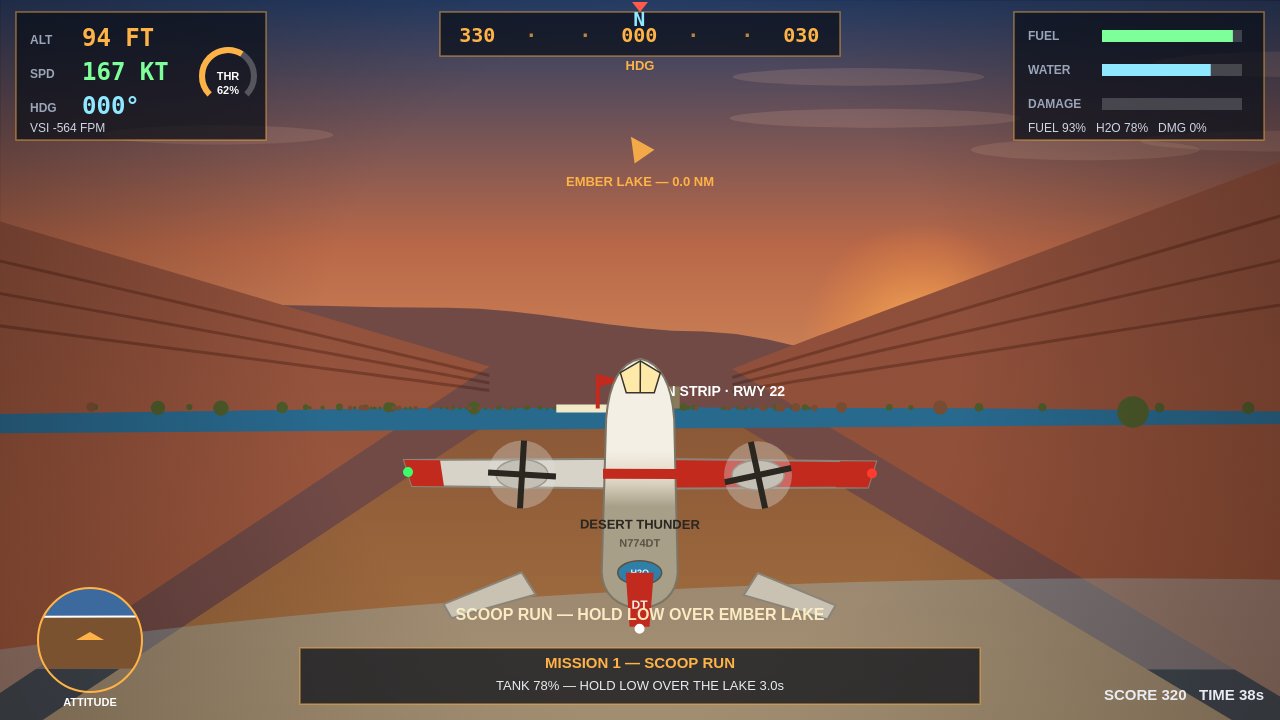 ALT 94 FT
SPD 167 KT
HDG 000°
VSI -564 FPM
THR
62%
N
330 · · 000 · · 030
HDG
FUEL
WATER
DAMAGE
FUEL 93% H2O 78% DMG 0%
EMBER LAKE — 0.0 NM
N STRIP · RWY 22
DESERT THUNDER
N774DT
H2O
DT
SCOOP RUN — HOLD LOW OVER EMBER LAKE
MISSION 1 — SCOOP RUN
TANK 78% — HOLD LOW OVER THE LAKE 3.0s
ATTITUDE
SCORE 320 TIME 38s